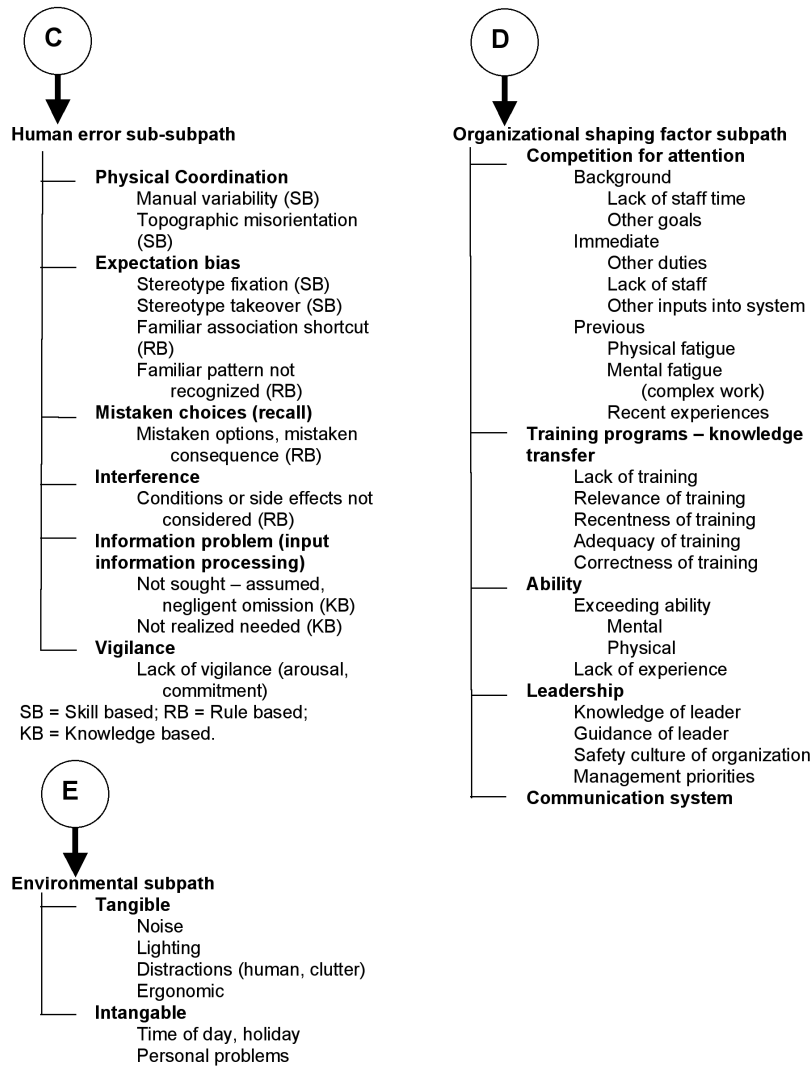 C
Human error sub-subpath
Physical Coordination
Manual variability (SB)
Topographic misorientation
(SB)
Expectation bias
Stereotype fixation (SB)
Stereotype takeover (SB)
Familiar association shortcut
(RB)
Familiar pattern not
recognized (RB)
Mistaken choices (recall)
Mistaken options, mistaken
consequence (RB)
Interference
Conditions or side effects not
considered (RB)
Information problem (input
information processing)
Not sought – assumed,
negligent omission (KB)
Not realized needed (KB)
Vigilance
Lack of vigilance (arousal,
commitment)
SB = Skill based; RB = Rule based;
KB = Knowledge based.
E
Environmental subpath
Tangible
Noise
Lighting
Distractions (human, clutter)
Ergonomic
Intangable
Time of day, holiday
Personal problems
D
Organizational shaping factor subpath
Competition for attention
Background
Lack of staff time
Other goals
Immediate
Other duties
Lack of staff
Other inputs into system
Previous
Physical fatigue
Mental fatigue
(complex work)
Recent experiences
Training programs – knowledge
transfer
Lack of training
Relevance of training
Recentness of training
Adequacy of training
Correctness of training
Ability
Exceeding ability
Mental
Physical
Lack of experience
Leadership
Knowledge of leader
Guidance of leader
Safety culture of organization
Management priorities
Communication system